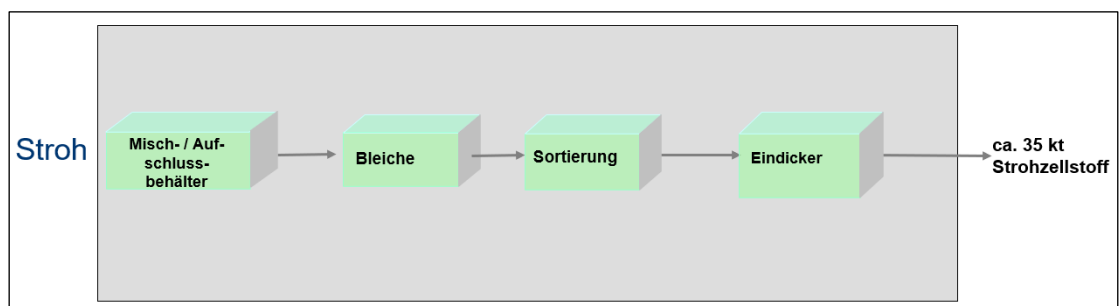 Stroh
Misch- / Auf-
schluss-
behälter
Bleiche
Sortierung
Eindicker
ca. 35 kt
Strohzellstoff